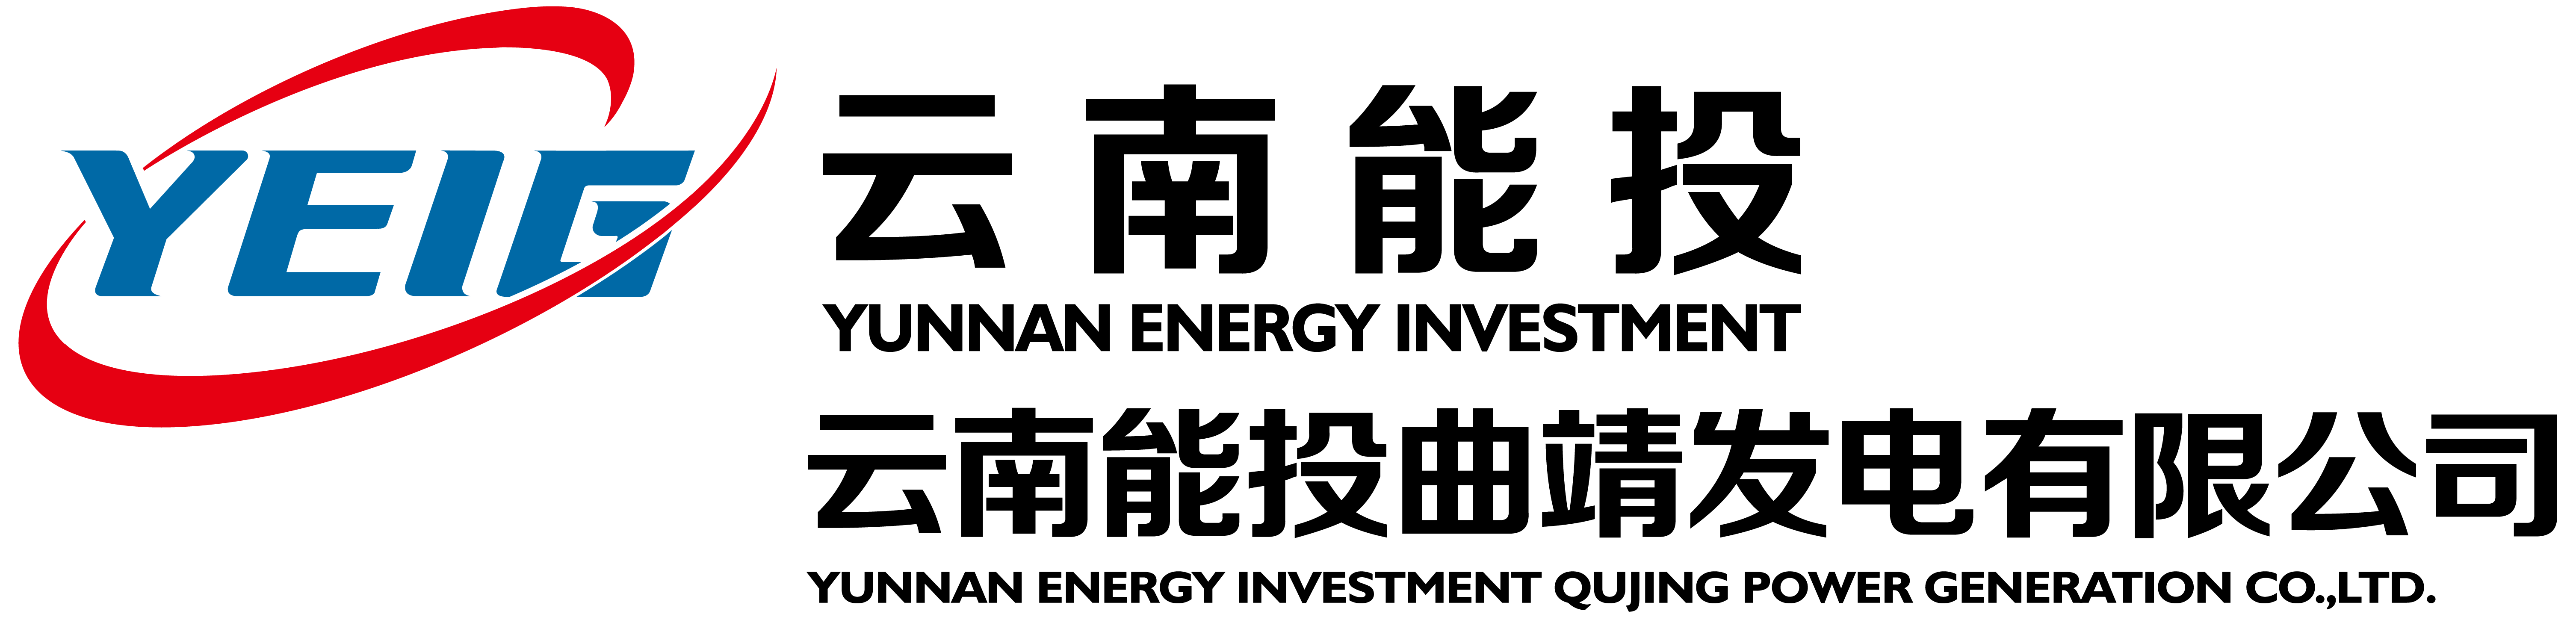 YEIG
云南能投
YUNNAN ENERGY INVESTMENT
云南能投曲靖发电有限公司
YUNNAN ENERGY INVESTMENT QUJING POWER GENERATION CO.,LTD.